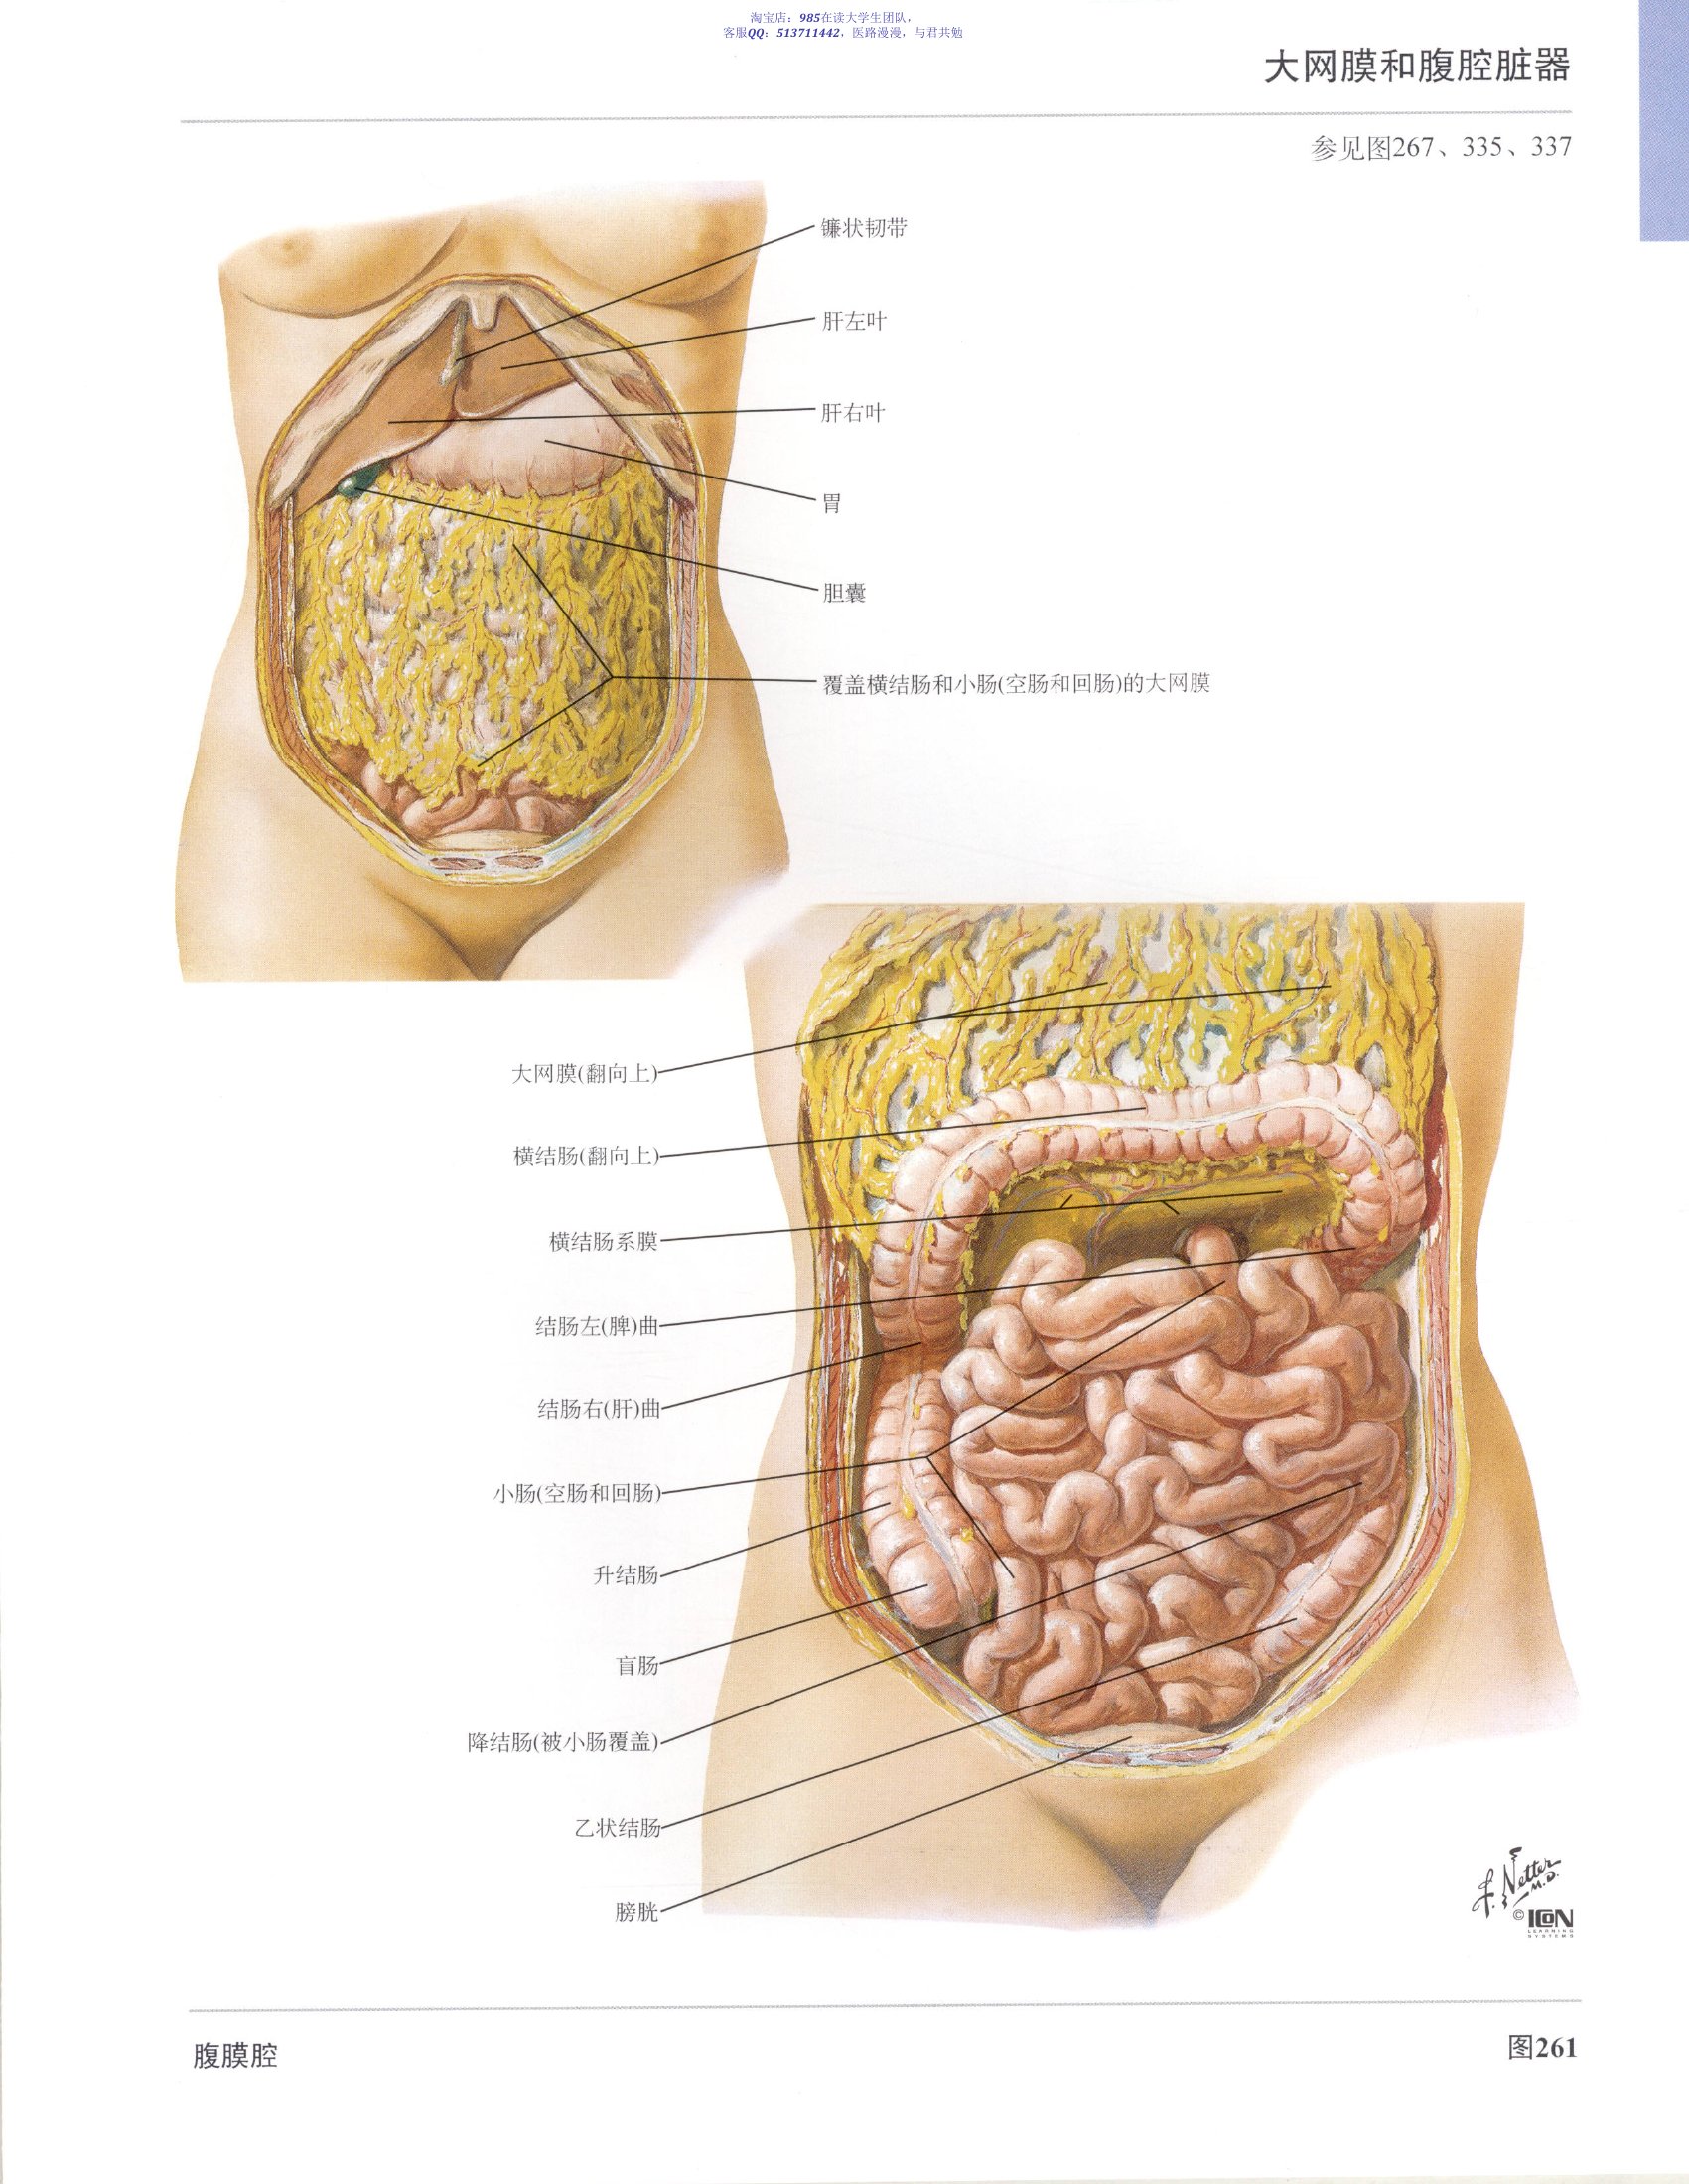 淘宝店：985在读大学生团队，
客服QQ：513711442，医路漫漫，与君共勉
大网膜和腹腔脏器
参见图267、335、337
镰状韧带
肝左叶
肝右叶
胃
胆囊
覆盖横结肠和小肠(空肠和回肠)的大网膜
大网膜(翻向上)
横结肠(翻向上)
横结肠系膜
结肠左(脾)曲
结肠右(肝)曲
小肠(空肠和回肠)
升结肠
盲肠
降结肠(被小肠覆盖)
乙状结肠
膀胱
F. Netter M.D.
© ICON
LEARNING
SYSTEMS
腹膜腔
图261